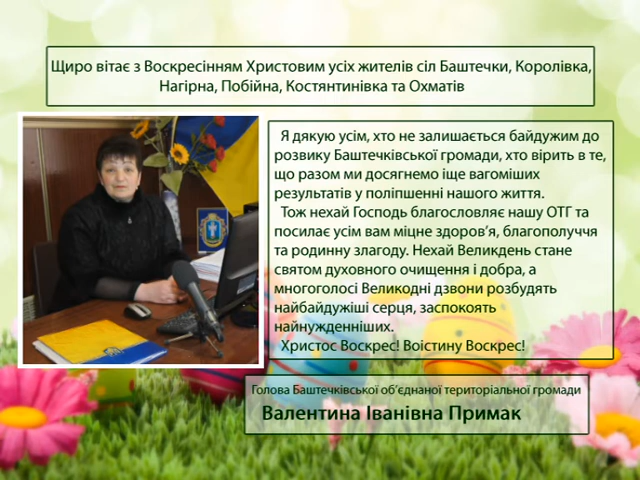 Щиро вітає з Воскресінням Христовим усіх жителів сіл Баштечки, Королівка,
Нагірна, Побійна, Костянтинівка та Охматів
Я дякую усім, хто не залишається байдужим до
розвику Баштечківської громади, хто вірить в те,
що разом ми досягнемо іще вагоміших
результатів у поліпшенні нашого життя.
Тож нехай Господь благословляє нашу ОТГ та
посилає усім вам міцне здоров’я, благополуччя
та родинну злагоду. Нехай Великдень стане
святом духовного очищення і добра, а
многоголосі Великодні дзвони розбудять
найбайдужіші серця, заспокоять
найнужденніших.
Христос Воскрес! Воістину Воскрес!
Голова Баштечківської об’єднаної територіальної громади
Валентина Іванівна Примак